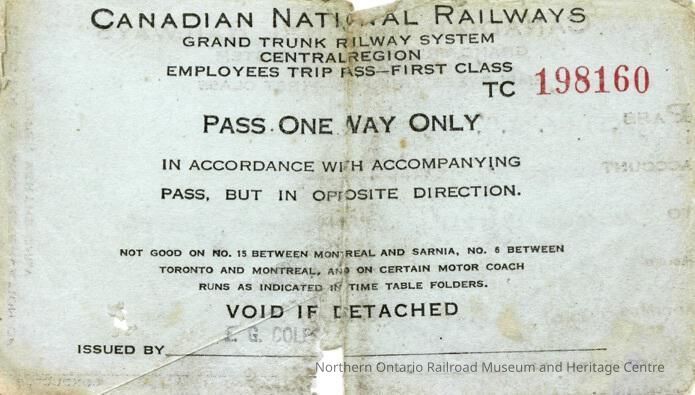 CANADIAN NATIONAL RAILWAYS
GRAND TRUNK RILWAY SYSTEM
CENTRALREGION
EMPLOYEES TRIP PASS—FIRST CLASS
TC 198160
PASS ONE WAY ONLY
IN ACCORDANCE WITH ACCOMPANYING
PASS, BUT IN OPPOSITE DIRECTION.
NOT GOOD ON NO. 15 BETWEEN MONTREAL AND SARNIA, NO. 6 BETWEEN
TORONTO AND MONTREAL, AND ON CERTAIN MOTOR COACH
RUNS AS INDICATED IN TIME TABLE FOLDERS.
VOID IF DETACHED
E. G.
ISSUED BY
Northern Ontario Railroad Museum and Heritage Centre